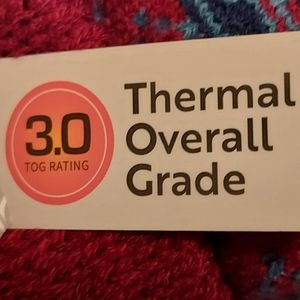 3.0
TOG RATING
Thermal
Overall
Grade